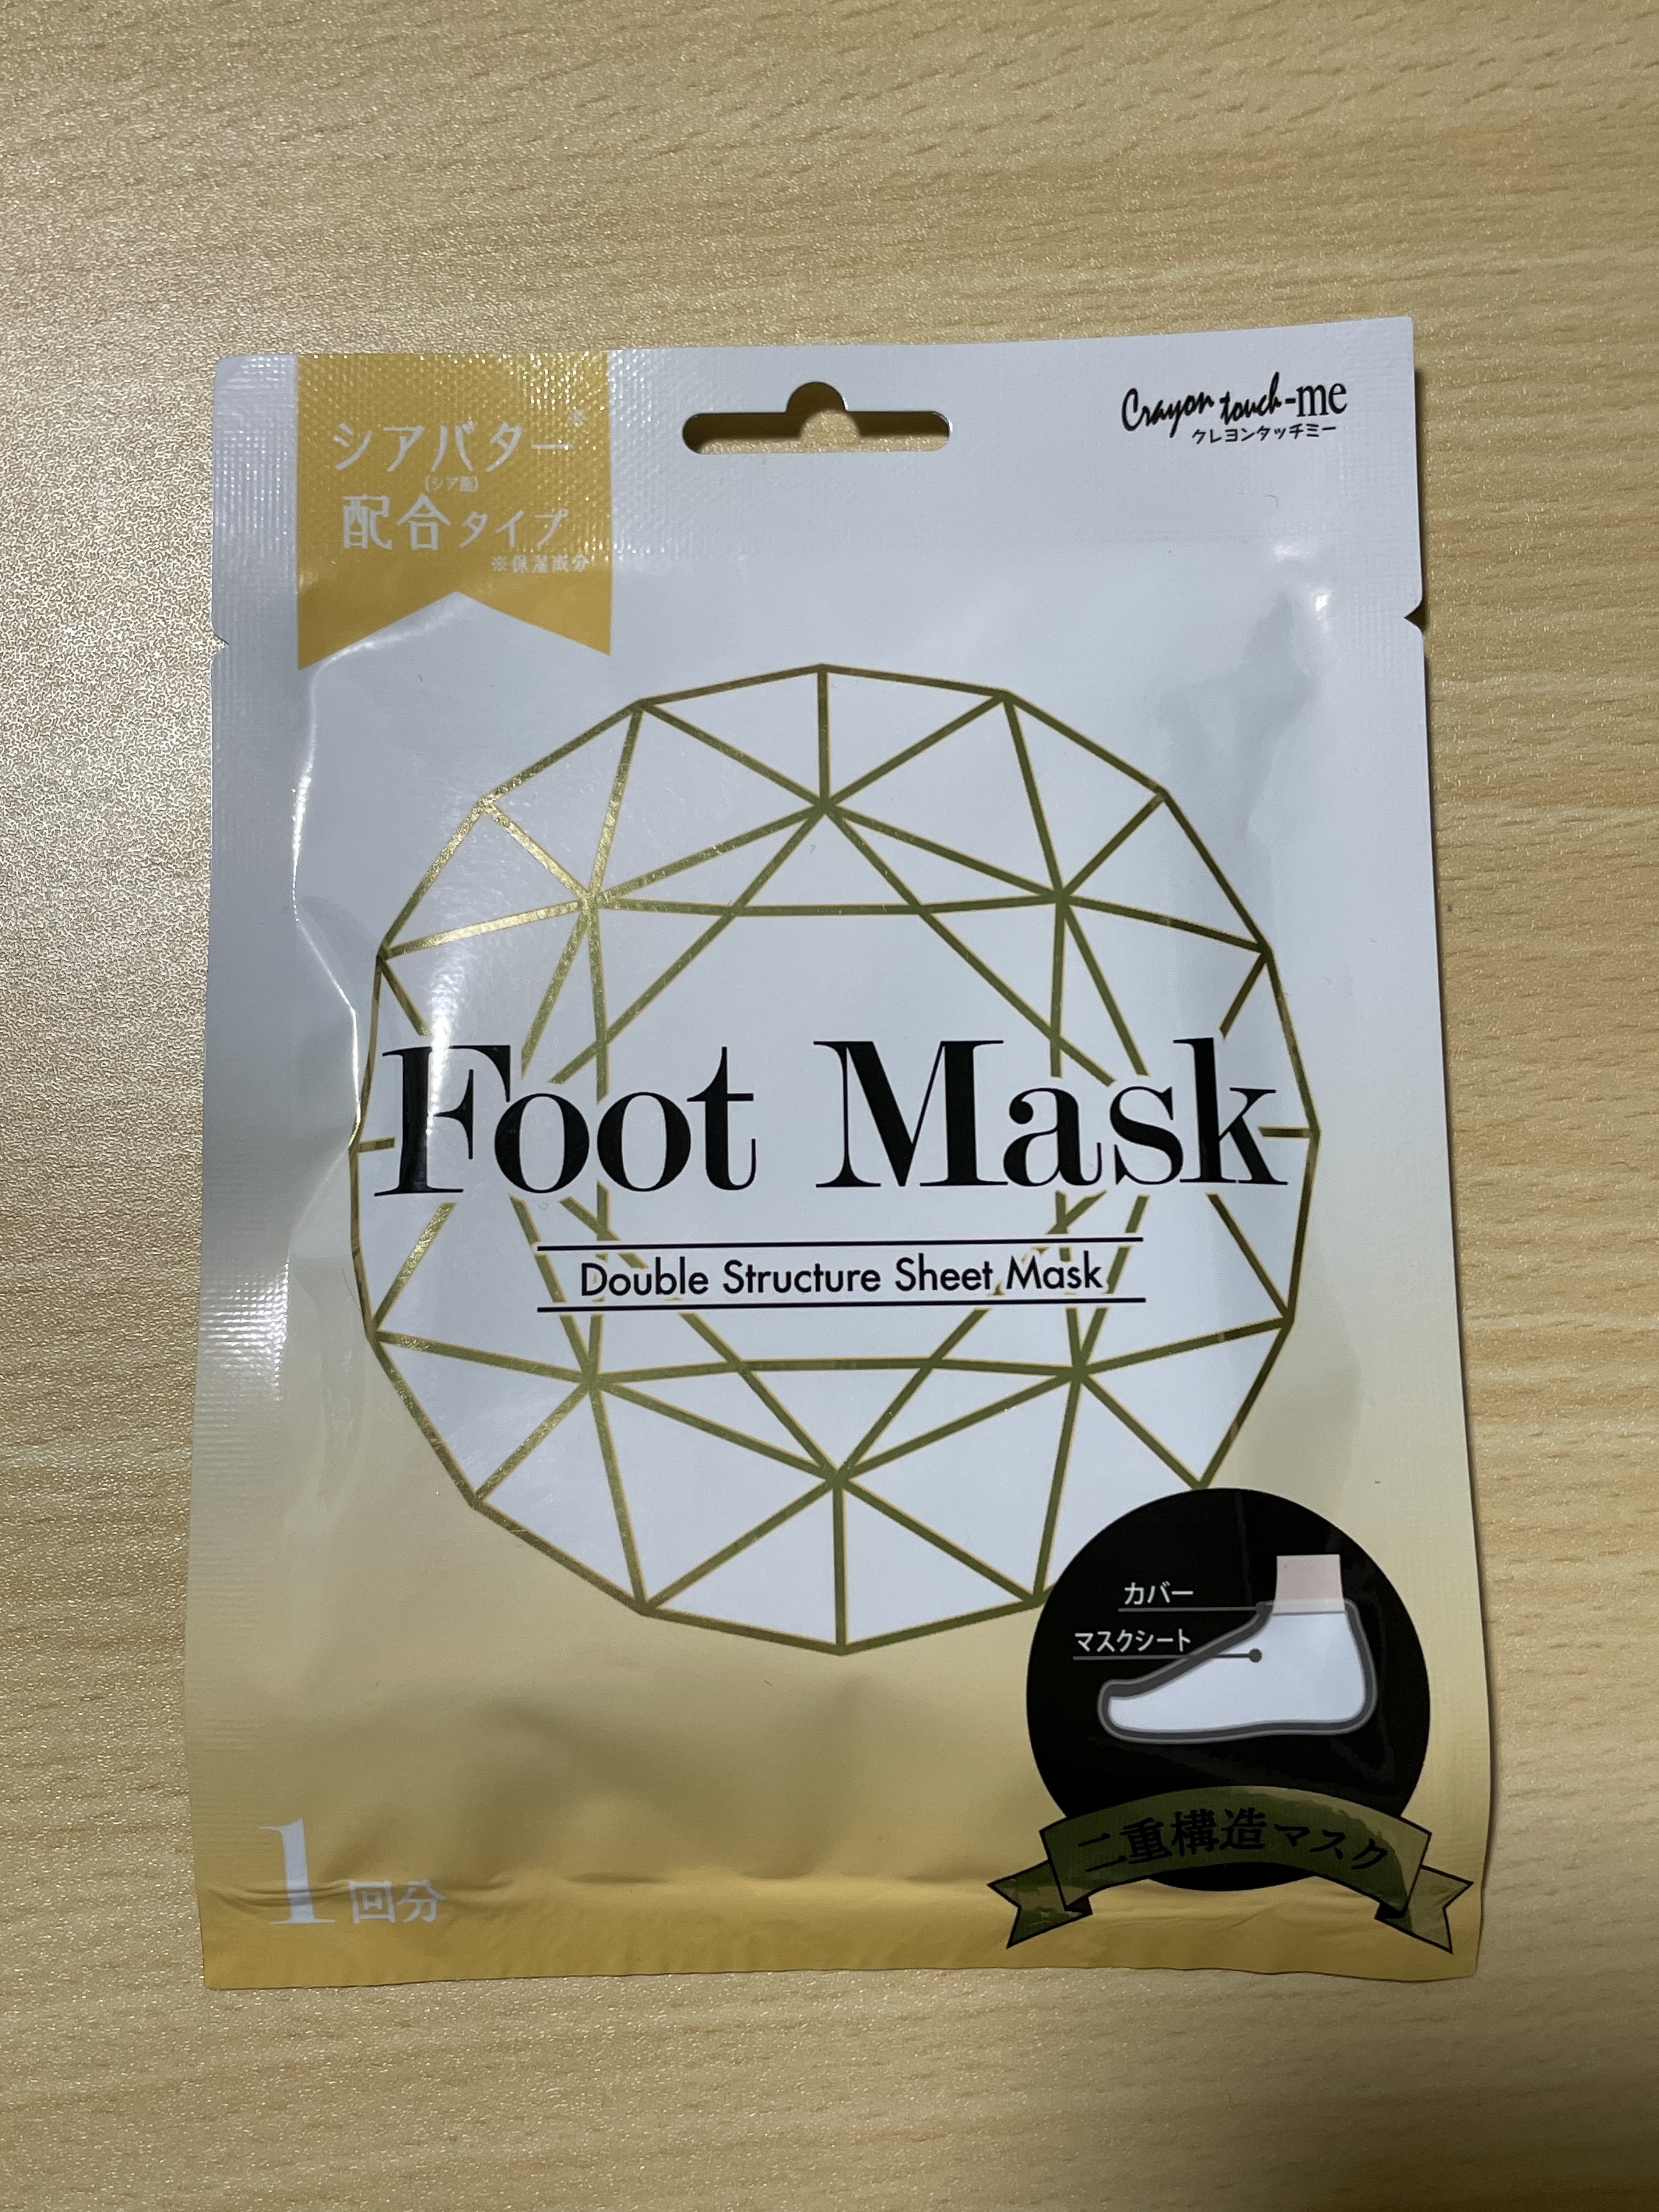 シアバター※
(シア脂)
配合タイプ
※保湿成分
Crayon touch-me
クレヨンタッチミー
Foot Mask
Double Structure Sheet Mask
カバー
マスクシート
二重構造マスク
1回分